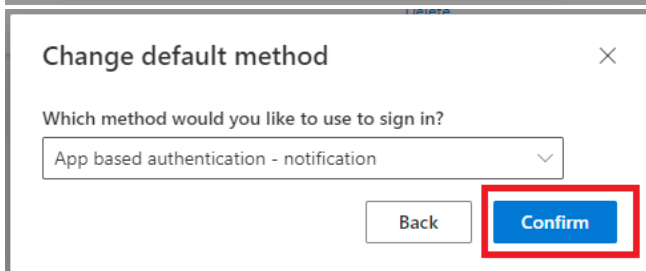 Delete
Change default method
Which method would you like to use to sign in?
App based authentication - notification
Back
Confirm